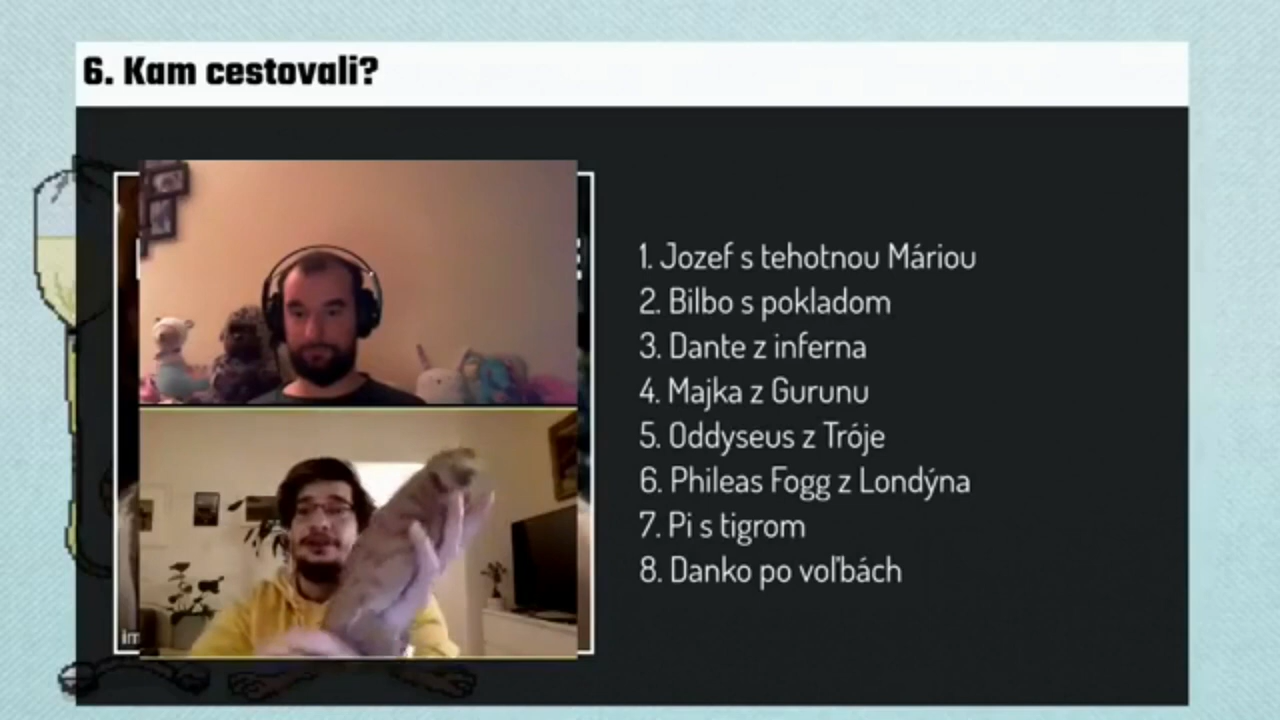 6. Kam cestovali?
1. Jozef s tehotnou Máriou
2. Bilbo s pokladom
3. Dante z inferna
4. Majka z Gurunu
5. Oddyseus z Tróje
6. Phileas Fogg z Londýna
7. Pi s tigrom
8. Danko po voľbách